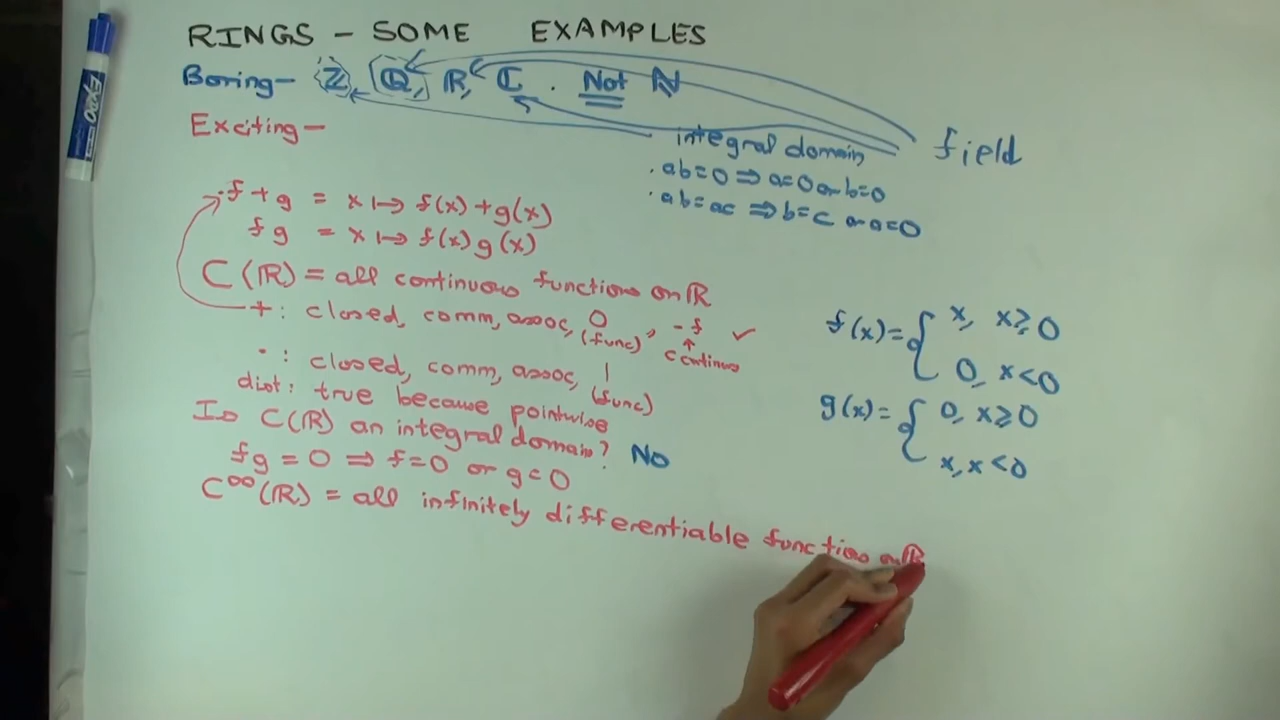 RINGS - SOME EXAMPLES
Boring- ℤ, ℚ, ℝ, ℂ. Not ℕ
Exciting-
integral domain
field
. ab=0 ⇒ a=0 or b=0
. ab=ac ⇒ b=c or a=0
. f+g = x ↦ f(x)+g(x)
fg = x ↦ f(x)g(x)
C(ℝ) = all continuous functions on ℝ
+: closed, comm, assoc, 0 (func), -f ✓
↑ continuous
·: closed, comm, assoc, 1 (func)
dist: true because pointwise
Is C(ℝ) an integral domain? No
fg = 0 ⇒ f=0 or g=0
C∞(ℝ) = all infinitely differentiable functions on ℝ
f(x) = { x, x≥0
0, x<0
g(x) = { 0, x≥0
x, x<0
EXPO